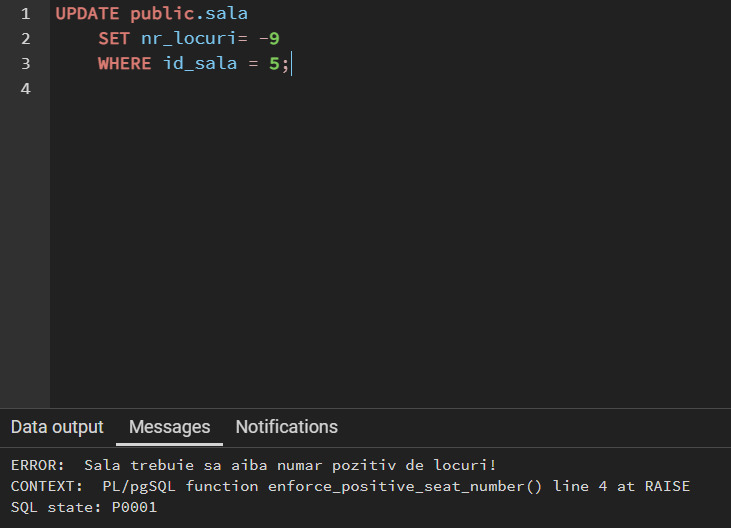 1 UPDATE public.sala
2 SET nr_locuri= -9
3 WHERE id_sala = 5;
4
Data output Messages Notifications
ERROR:  Sala trebuie sa aiba numar pozitiv de locuri!
CONTEXT:  PL/pgSQL function enforce_positive_seat_number() line 4 at RAISE
SQL state: P0001